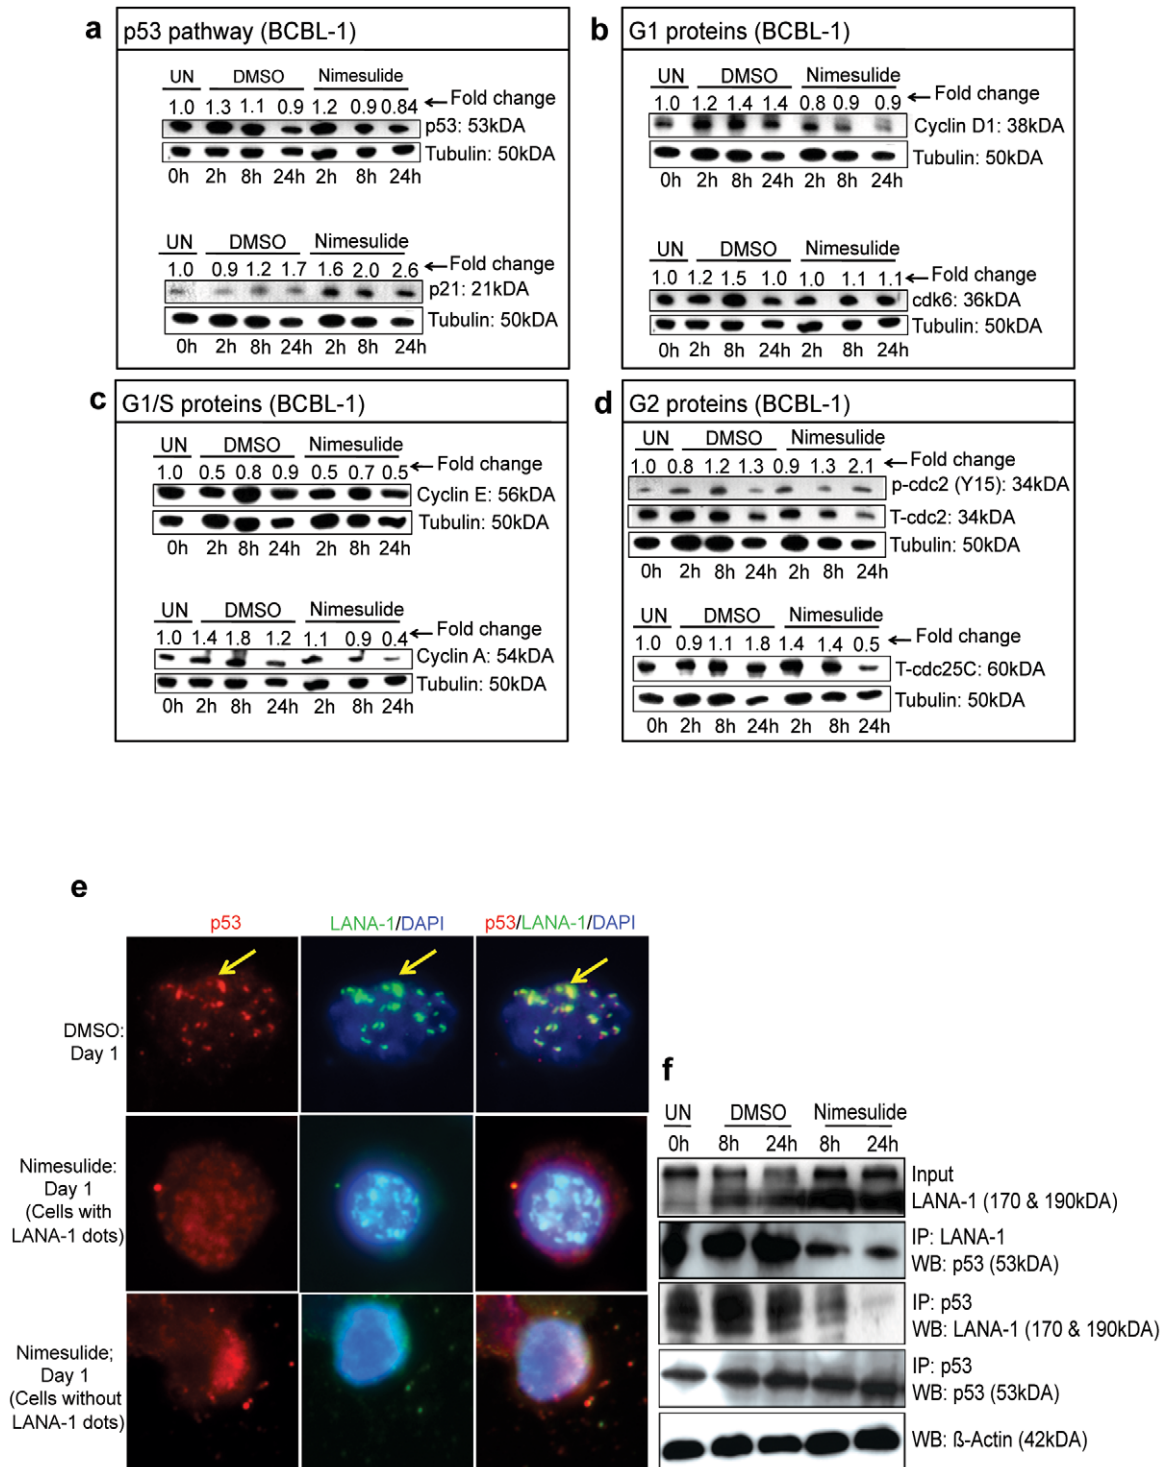 a p53 pathway (BCBL-1)
UN DMSO Nimesulide
1.0 1.3 1.1 0.9 1.2 0.9 0.84 ←Fold change
p53: 53kDA
Tubulin: 50kDA
0h 2h 8h 24h 2h 8h 24h
UN DMSO Nimesulide
1.0 0.9 1.2 1.7 1.6 2.0 2.6 ←Fold change
p21: 21kDA
Tubulin: 50kDA
0h 2h 8h 24h 2h 8h 24h
b G1 proteins (BCBL-1)
UN DMSO Nimesulide
1.0 1.2 1.4 1.4 0.8 0.9 0.9 ←Fold change
Cyclin D1: 38kDA
Tubulin: 50kDA
0h 2h 8h 24h 2h 8h 24h
UN DMSO Nimesulide
1.0 1.2 1.5 1.0 1.0 1.1 1.1 ←Fold change
cdk6: 36kDA
Tubulin: 50kDA
0h 2h 8h 24h 2h 8h 24h
c G1/S proteins (BCBL-1)
UN DMSO Nimesulide
1.0 0.5 0.8 0.9 0.5 0.7 0.5 ←Fold change
Cyclin E: 56kDA
Tubulin: 50kDA
0h 2h 8h 24h 2h 8h 24h
UN DMSO Nimesulide
1.0 1.4 1.8 1.2 1.1 0.9 0.4 ←Fold change
Cyclin A: 54kDA
Tubulin: 50kDA
0h 2h 8h 24h 2h 8h 24h
d G2 proteins (BCBL-1)
UN DMSO Nimesulide
1.0 0.8 1.2 1.3 0.9 1.3 2.1 ←Fold change
p-cdc2 (Y15): 34kDA
T-cdc2: 34kDA
Tubulin: 50kDA
0h 2h 8h 24h 2h 8h 24h
UN DMSO Nimesulide
1.0 0.9 1.1 1.8 1.4 1.4 0.5 ←Fold change
T-cdc25C: 60kDA
Tubulin: 50kDA
0h 2h 8h 24h 2h 8h 24h
e
p53 LANA-1/DAPI p53/LANA-1/DAPI
DMSO:
Day 1
Nimesulide:
Day 1
(Cells with
LANA-1 dots)
Nimesulide;
Day 1
(Cells without
LANA-1 dots)
f
UN DMSO Nimesulide
0h 8h 24h 8h 24h
Input
LANA-1 (170 & 190kDA)
IP: LANA-1
WB: p53 (53kDA)
IP: p53
WB: LANA-1 (170 & 190kDA)
IP: p53
WB: p53 (53kDA)
WB: ß-Actin (42kDA)